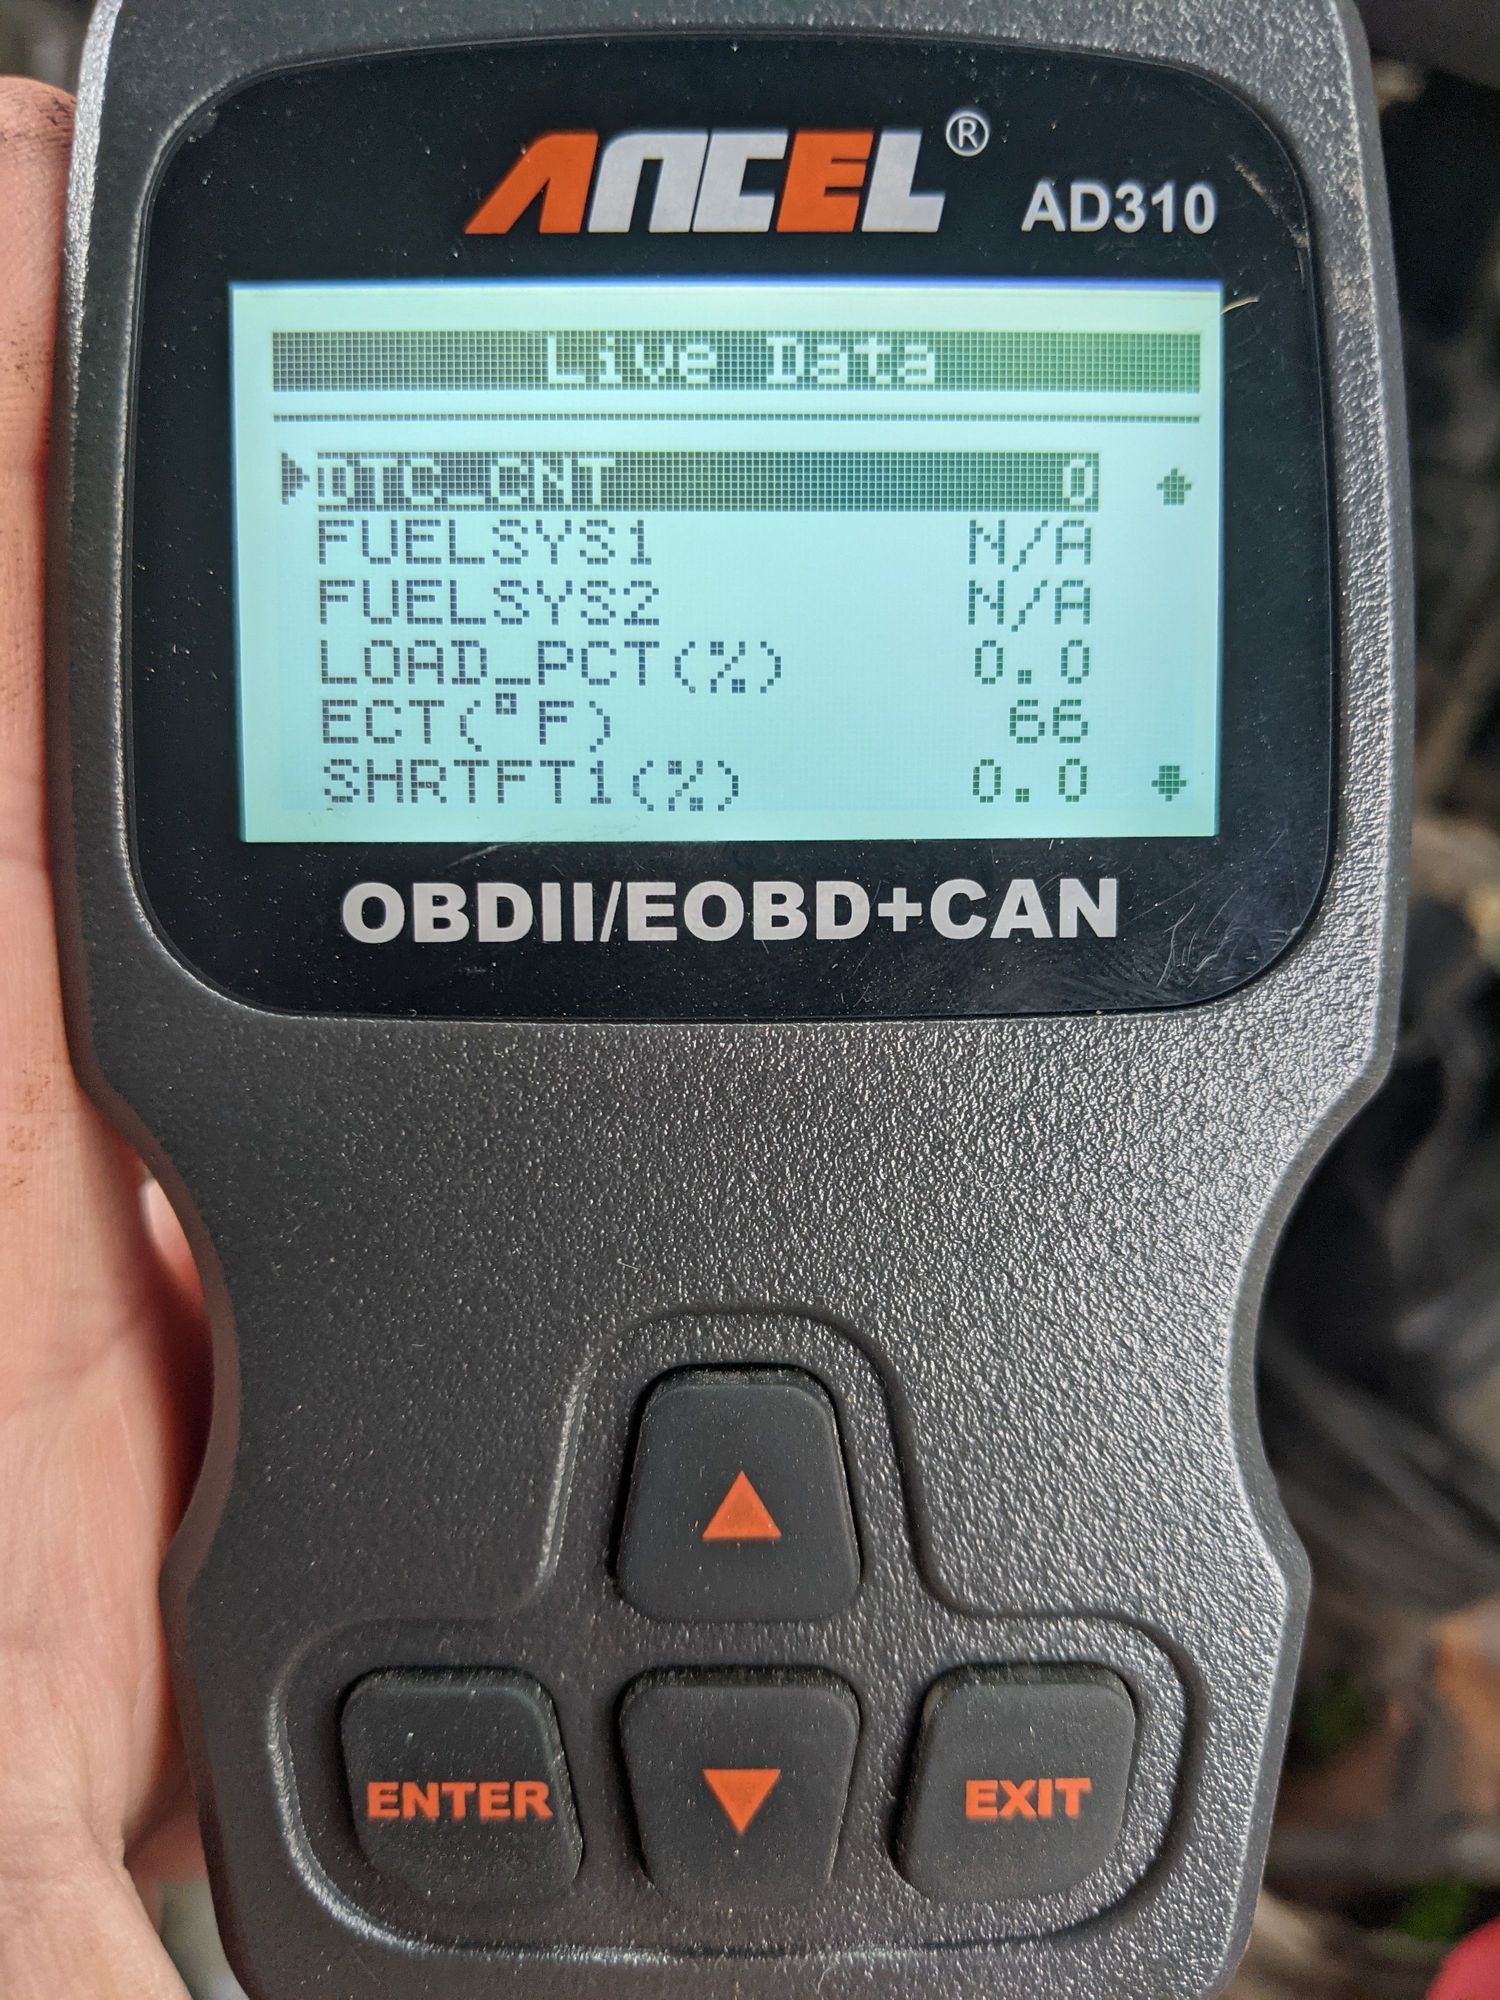 ANCEL® AD310
Live Data
DTC_CNT 0
FUELSYS1 N/A
FUELSYS2 N/A
LOAD_PCT(%) 0.0
ECT(°F) 66
SHRTFT1(%) 0.0
OBDII/EOBD+CAN
ENTER EXIT